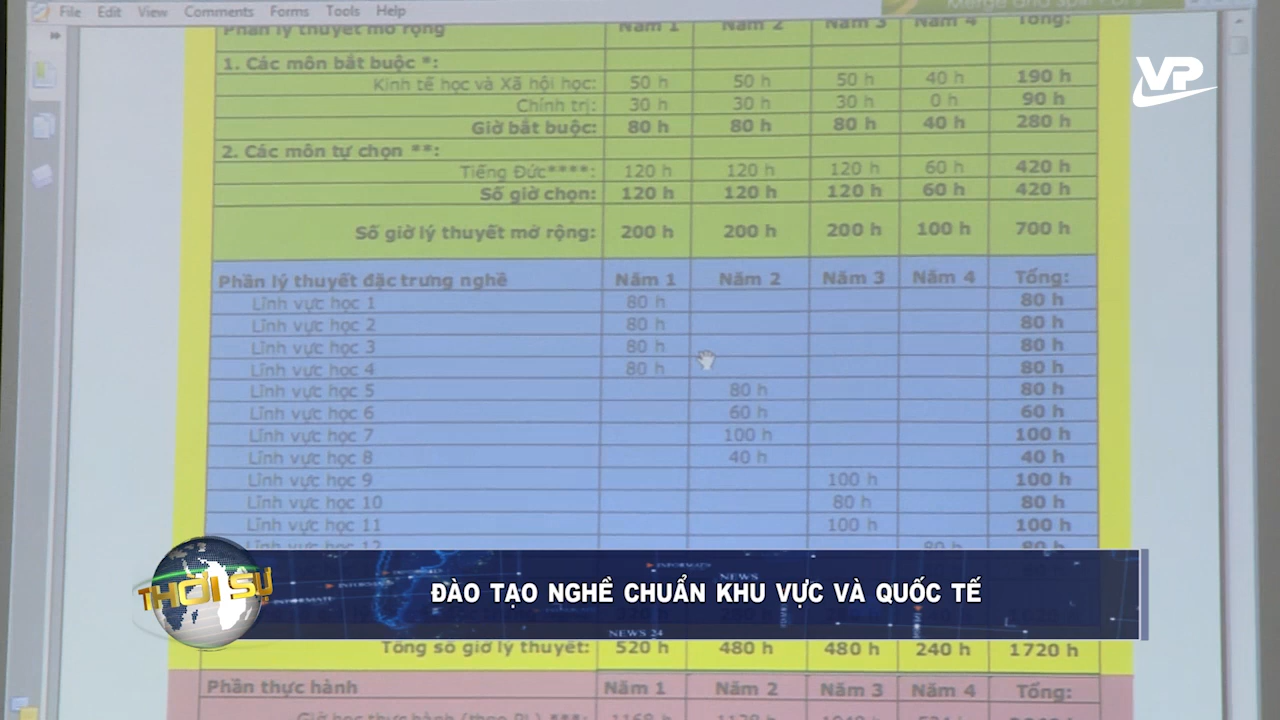 File Edit View Comments Forms Tools Help
Phần lý thuyết mở rộng Năm 1 Năm 2 Năm 3 Năm 4 Tổng:
1. Các môn bắt buộc *:
Kinh tế học và Xã hội học: 50 h 50 h 50 h 40 h 190 h
Chính trị: 30 h 30 h 30 h 0 h 90 h
Giờ bắt buộc: 80 h 80 h 80 h 40 h 280 h
2. Các môn tự chọn **:
Tiếng Đức****: 120 h 120 h 120 h 60 h 420 h
Số giờ chọn: 120 h 120 h 120 h 60 h 420 h
Số giờ lý thuyết mở rộng: 200 h 200 h 200 h 100 h 700 h
Phần lý thuyết đặc trưng nghề Năm 1 Năm 2 Năm 3 Năm 4 Tổng:
Lĩnh vực học 1 80 h 80 h
Lĩnh vực học 2 80 h 80 h
Lĩnh vực học 3 80 h 80 h
Lĩnh vực học 4 80 h 80 h
Lĩnh vực học 5 80 h 80 h
Lĩnh vực học 6 60 h 60 h
Lĩnh vực học 7 100 h 100 h
Lĩnh vực học 8 40 h 40 h
Lĩnh vực học 9 100 h 100 h
Lĩnh vực học 10 80 h 80 h
Lĩnh vực học 11 100 h 100 h
Lĩnh vực học 12 80 h 80 h
THỜI SỰ
ĐÀO TẠO NGHỀ CHUẨN KHU VỰC VÀ QUỐC TẾ
NEWS
NEWS 24
Tổng số giờ lý thuyết: 520 h 480 h 480 h 240 h 1720 h
Phần thực hành Năm 1 Năm 2 Năm 3 Năm 4 Tổng:
VP